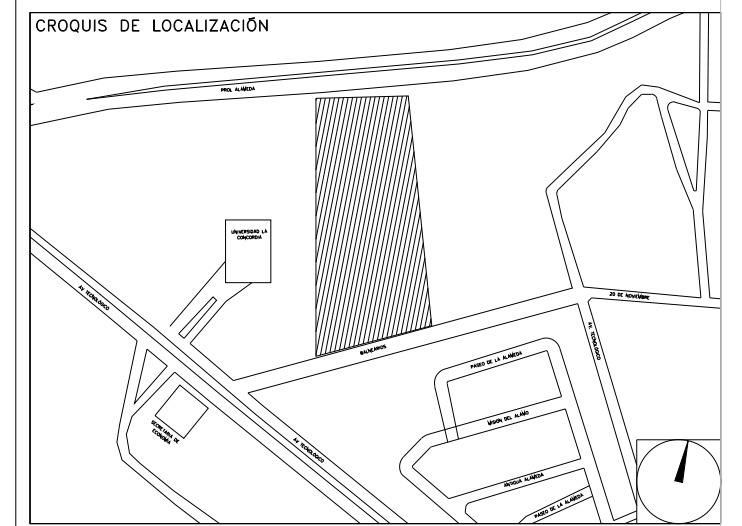 CROQUIS DE LOCALIZACIÓN
PROL ALAMEDA
UNIVERSIDAD LA
CONCORDIA
AV TECNOLOGICO
20 DE NOVIEMBRE
BALNEARIOS
AV. TECNOLOGICO
PASEO DE LA ALAMEDA
SECRETARIA DE
ECONOMIA
MISION DEL ALAMO
AV TECNOLOGICO
ANTIGUA ALAMEDA
PASEO DE LA ALAMEDA